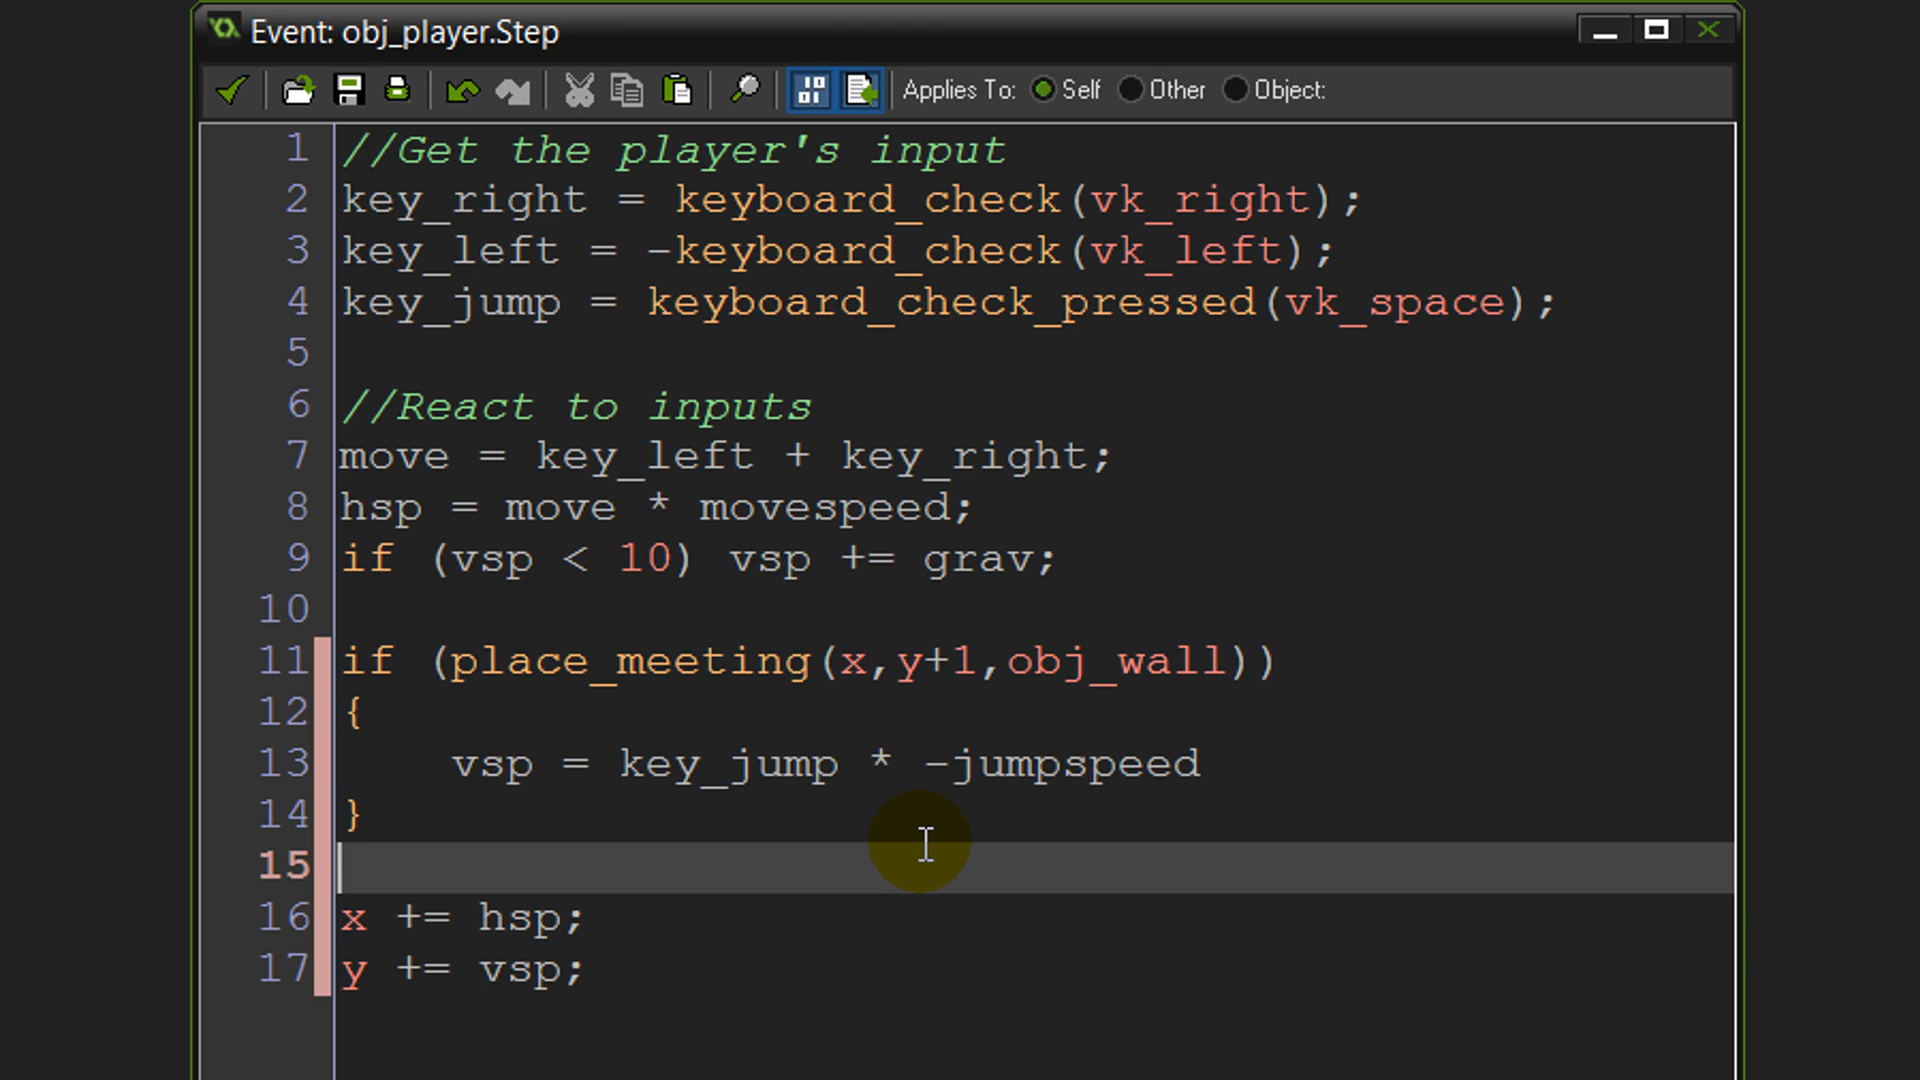 Event: obj_player.Step
Applies To: Self Other Object:
1 //Get the player's input
2 key_right = keyboard_check(vk_right);
3 key_left = -keyboard_check(vk_left);
4 key_jump = keyboard_check_pressed(vk_space);
5
6 //React to inputs
7 move = key_left + key_right;
8 hsp = move * movespeed;
9 if (vsp < 10) vsp += grav;
10
11 if (place_meeting(x,y+1,obj_wall))
12 {
13 vsp = key_jump * -jumpspeed
14 }
15
16 x += hsp;
17 y += vsp;